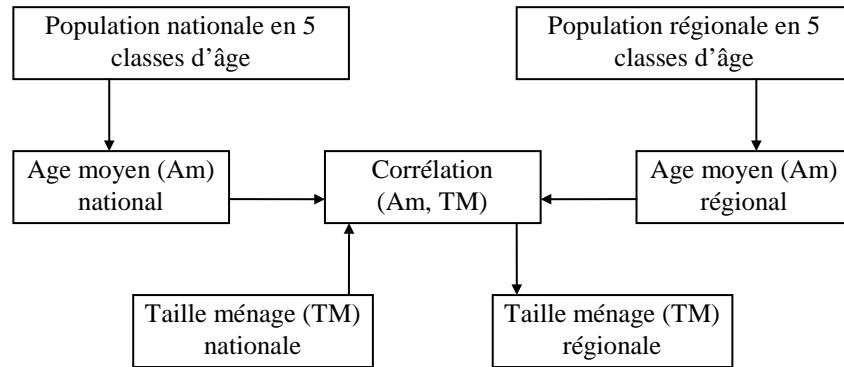 Population nationale en 5
classes d'âge
Population régionale en 5
classes d'âge
Age moyen (Am)
national
Corrélation
(Am, TM)
Age moyen (Am)
régional
Taille ménage (TM)
nationale
Taille ménage (TM)
régionale